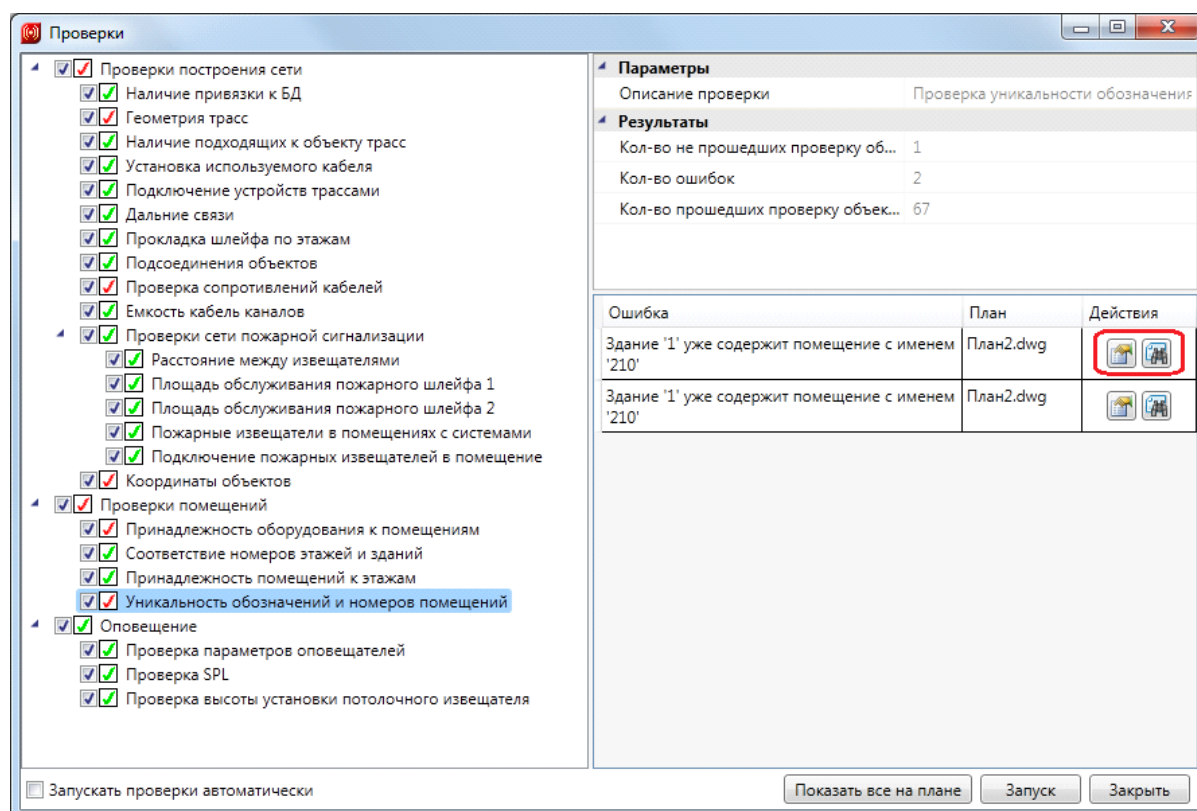 Проверки
Проверки построения сети
Наличие привязки к БД
Геометрия трасс
Наличие подходящих к объекту трасс
Установка используемого кабеля
Подключение устройств трассами
Дальние связи
Прокладка шлейфа по этажам
Подсоединения объектов
Проверка сопротивлений кабелей
Емкость кабель каналов
Проверки сети пожарной сигнализации
Расстояние между извещателями
Площадь обслуживания пожарного шлейфа 1
Площадь обслуживания пожарного шлейфа 2
Пожарные извещатели в помещениях с системами
Подключение пожарных извещателей в помещение
Координаты объектов
Проверки помещений
Принадлежность оборудования к помещениям
Соответствие номеров этажей и зданий
Принадлежность помещений к этажам
Уникальность обозначений и номеров помещений
Оповещение
Проверка параметров оповещателей
Проверка SPL
Проверка высоты установки потолочного извещателя
Параметры
Описание проверки Проверка уникальности обозначения
Результаты
Кол-во не прошедших проверку об... 1
Кол-во ошибок 2
Кол-во прошедших проверку объек... 67
Ошибка План Действия
Здание '1' уже содержит помещение с именем План2.dwg
'210'
Здание '1' уже содержит помещение с именем План2.dwg
'210'
Запускать проверки автоматически Показать все на плане Запуск Закрыть